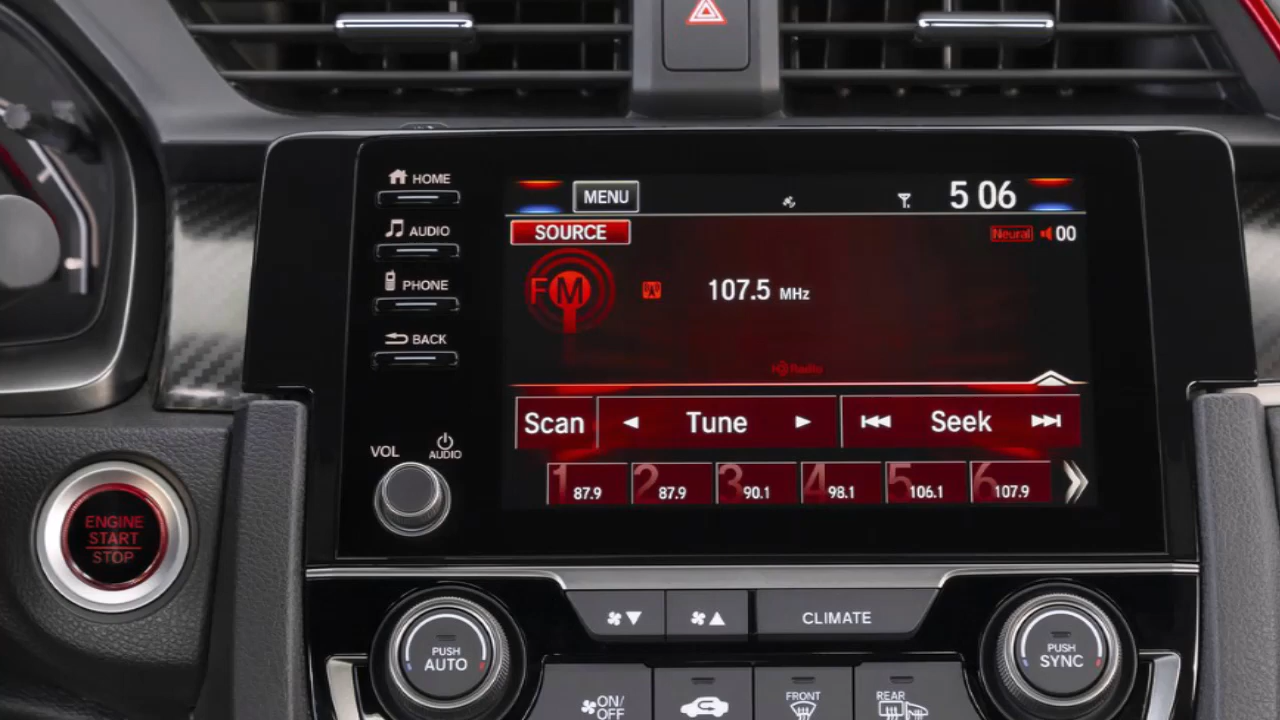 HOME
AUDIO
PHONE
BACK
VOL
AUDIO
MENU
5 06
SOURCE
Neural
00
FM
107.5 MHz
HD Radio
Scan
Tune
Seek
1 87.9
2 87.9
3 90.1
4 98.1
5 106.1
6 107.9
ENGINE
START
STOP
PUSH
AUTO
CLIMATE
PUSH
SYNC
ON/
OFF
FRONT
REAR